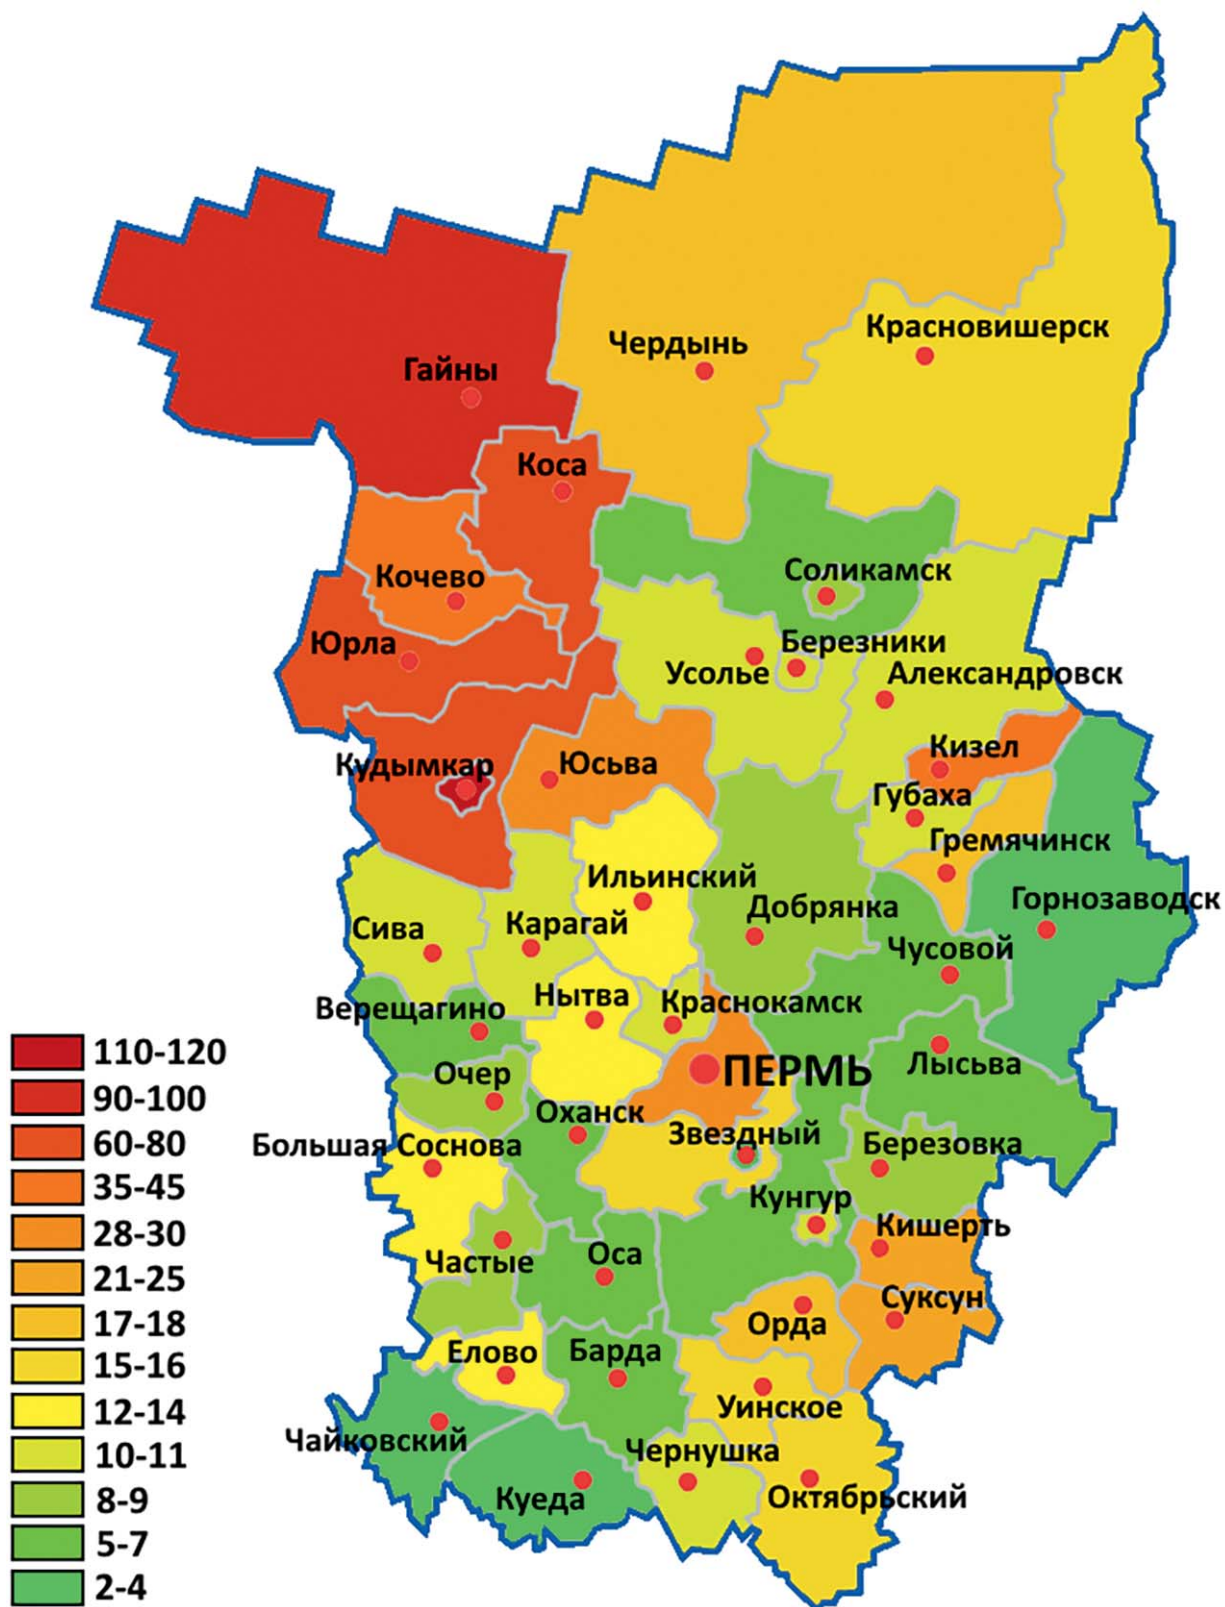 Красновишерск
Чердынь
Гайны
Коса
Соликамск
Кочево
Березники
Юрла
Усолье
Александровск
Кизел
Юсьва
Кудымкар
Губаха
Гремячинск
Ильинский
Горнозаводск
Добрянка
Карагай
Сива
Чусовой
Нытва
Краснокамск
Верещагино
Лысьва
ПЕРМЬ
Очер
Оханск
Звездный
Большая Соснова
Березовка
Кунгур
Кишерть
Оса
Частые
Суксун
Орда
Елово
Барда
Уинское
Чайковский
Чернушка
Куеда
Октябрьский
110-120
90-100
60-80
35-45
28-30
21-25
17-18
15-16
12-14
10-11
8-9
5-7
2-4